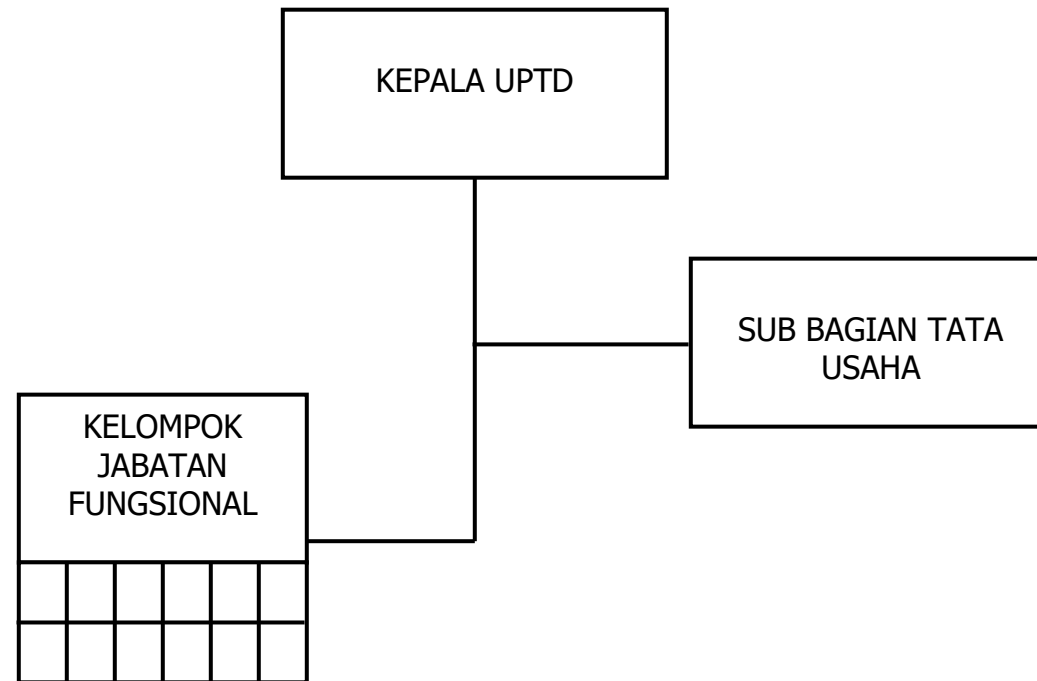 KEPALA UPTD
SUB BAGIAN TATA
USAHA
KELOMPOK
JABATAN
FUNGSIONAL